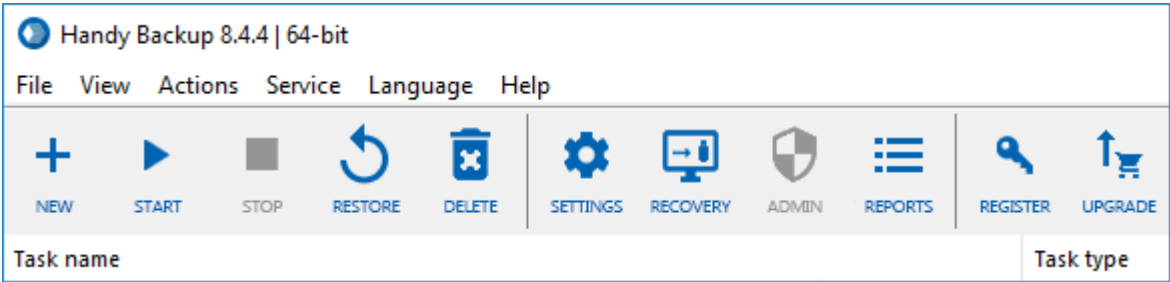 Handy Backup 8.4.4 | 64-bit
File View Actions Service Language Help
NEW START STOP RESTORE DELETE SETTINGS RECOVERY ADMIN REPORTS REGISTER UPGRADE
Task name Task type